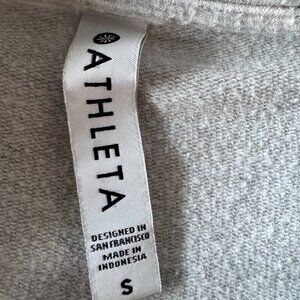 ATHLETA
DESIGNED IN
SAN FRANCISCO
MADE IN
INDONESIA
S